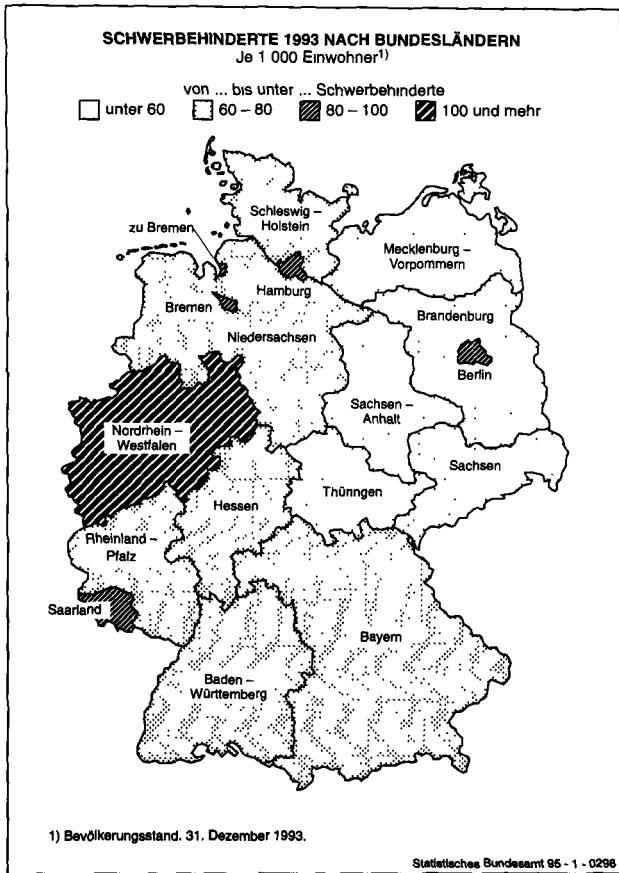 SCHWERBEHINDERTE 1993 NACH BUNDESLÄNDERN
Je 1 000 Einwohner1)
von ... bis unter ... Schwerbehinderte
unter 60
60 – 80
80 – 100
100 und mehr
Schleswig –
Holstein
zu Bremen
Mecklenburg –
Vorpommern
Hamburg
Bremen
Brandenburg
Niedersachsen
Berlin
Sachsen –
Anhalt
Nordrhein –
Westfalen
Sachsen
Thüringen
Hessen
Rheinland –
Pfalz
Saarland
Bayern
Baden –
Württemberg
1) Bevölkerungsstand. 31. Dezember 1993.
Statistisches Bundesamt 95 - 1 - 0298